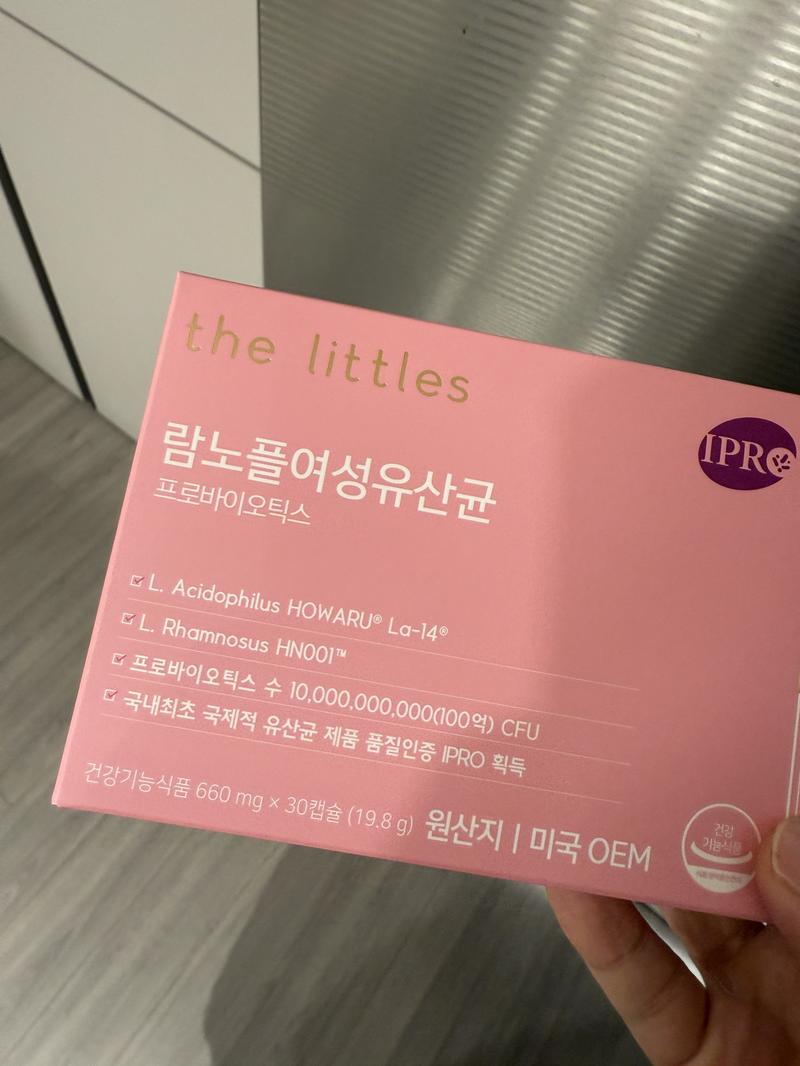 the littles
IPRO
람노플여성유산균
프로바이오틱스
L. Acidophilus HOWARU® La-14®
L. Rhamnosus HN001™
프로바이오틱스 수 10,000,000,000(100억) CFU
국내최초 국제적 유산균 제품 품질인증 IPRO 획득
건강기능식품 660 mg × 30캡슐 (19.8 g)
원산지 | 미국 OEM
건강
기능식품